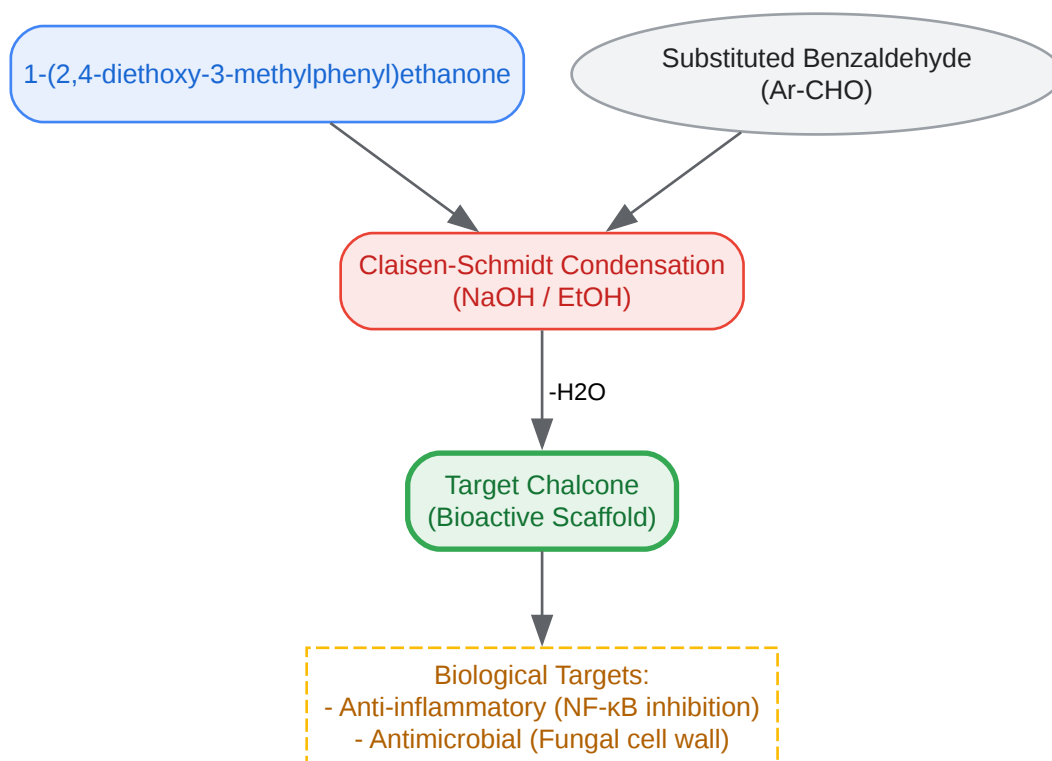 1-(2,4-diethoxy-3-methylphenyl)ethanone
Substituted Benzaldehyde
(Ar-CHO)
Claisen-Schmidt Condensation
(NaOH / EtOH)
-H2O
Target Chalcone
(Bioactive Scaffold)
Biological Targets:
- Anti-inflammatory (NF-κB inhibition)
- Antimicrobial (Fungal cell wall)